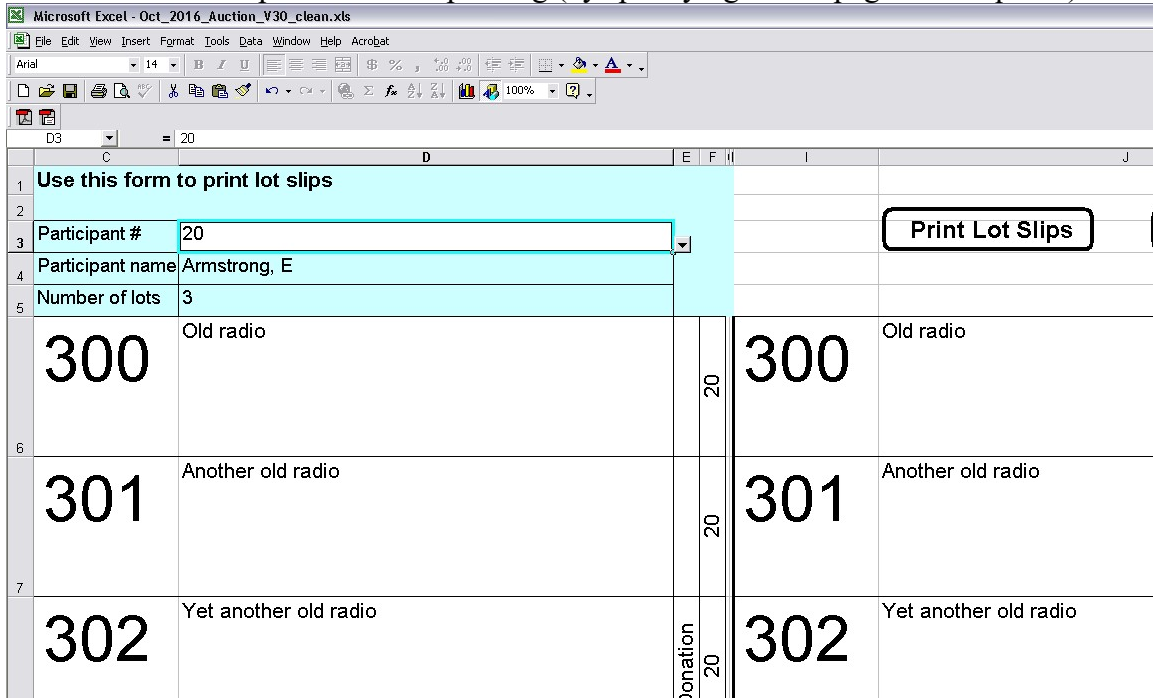 Microsoft Excel - Oct_2016_Auction_V30_clean.xls
File Edit View Insert Format Tools Data Window Help Acrobat
Arial 14 B I U $ % ,
100%
D3 = 20
C D E F I J
1 Use this form to print lot slips
2
3 Participant # 20 Print Lot Slips
4 Participant name Armstrong, E
5 Number of lots 3
300 Old radio 20 300 Old radio
6
301 Another old radio 20 301 Another old radio
7
302 Yet another old radio Donation 20 302 Yet another old radio